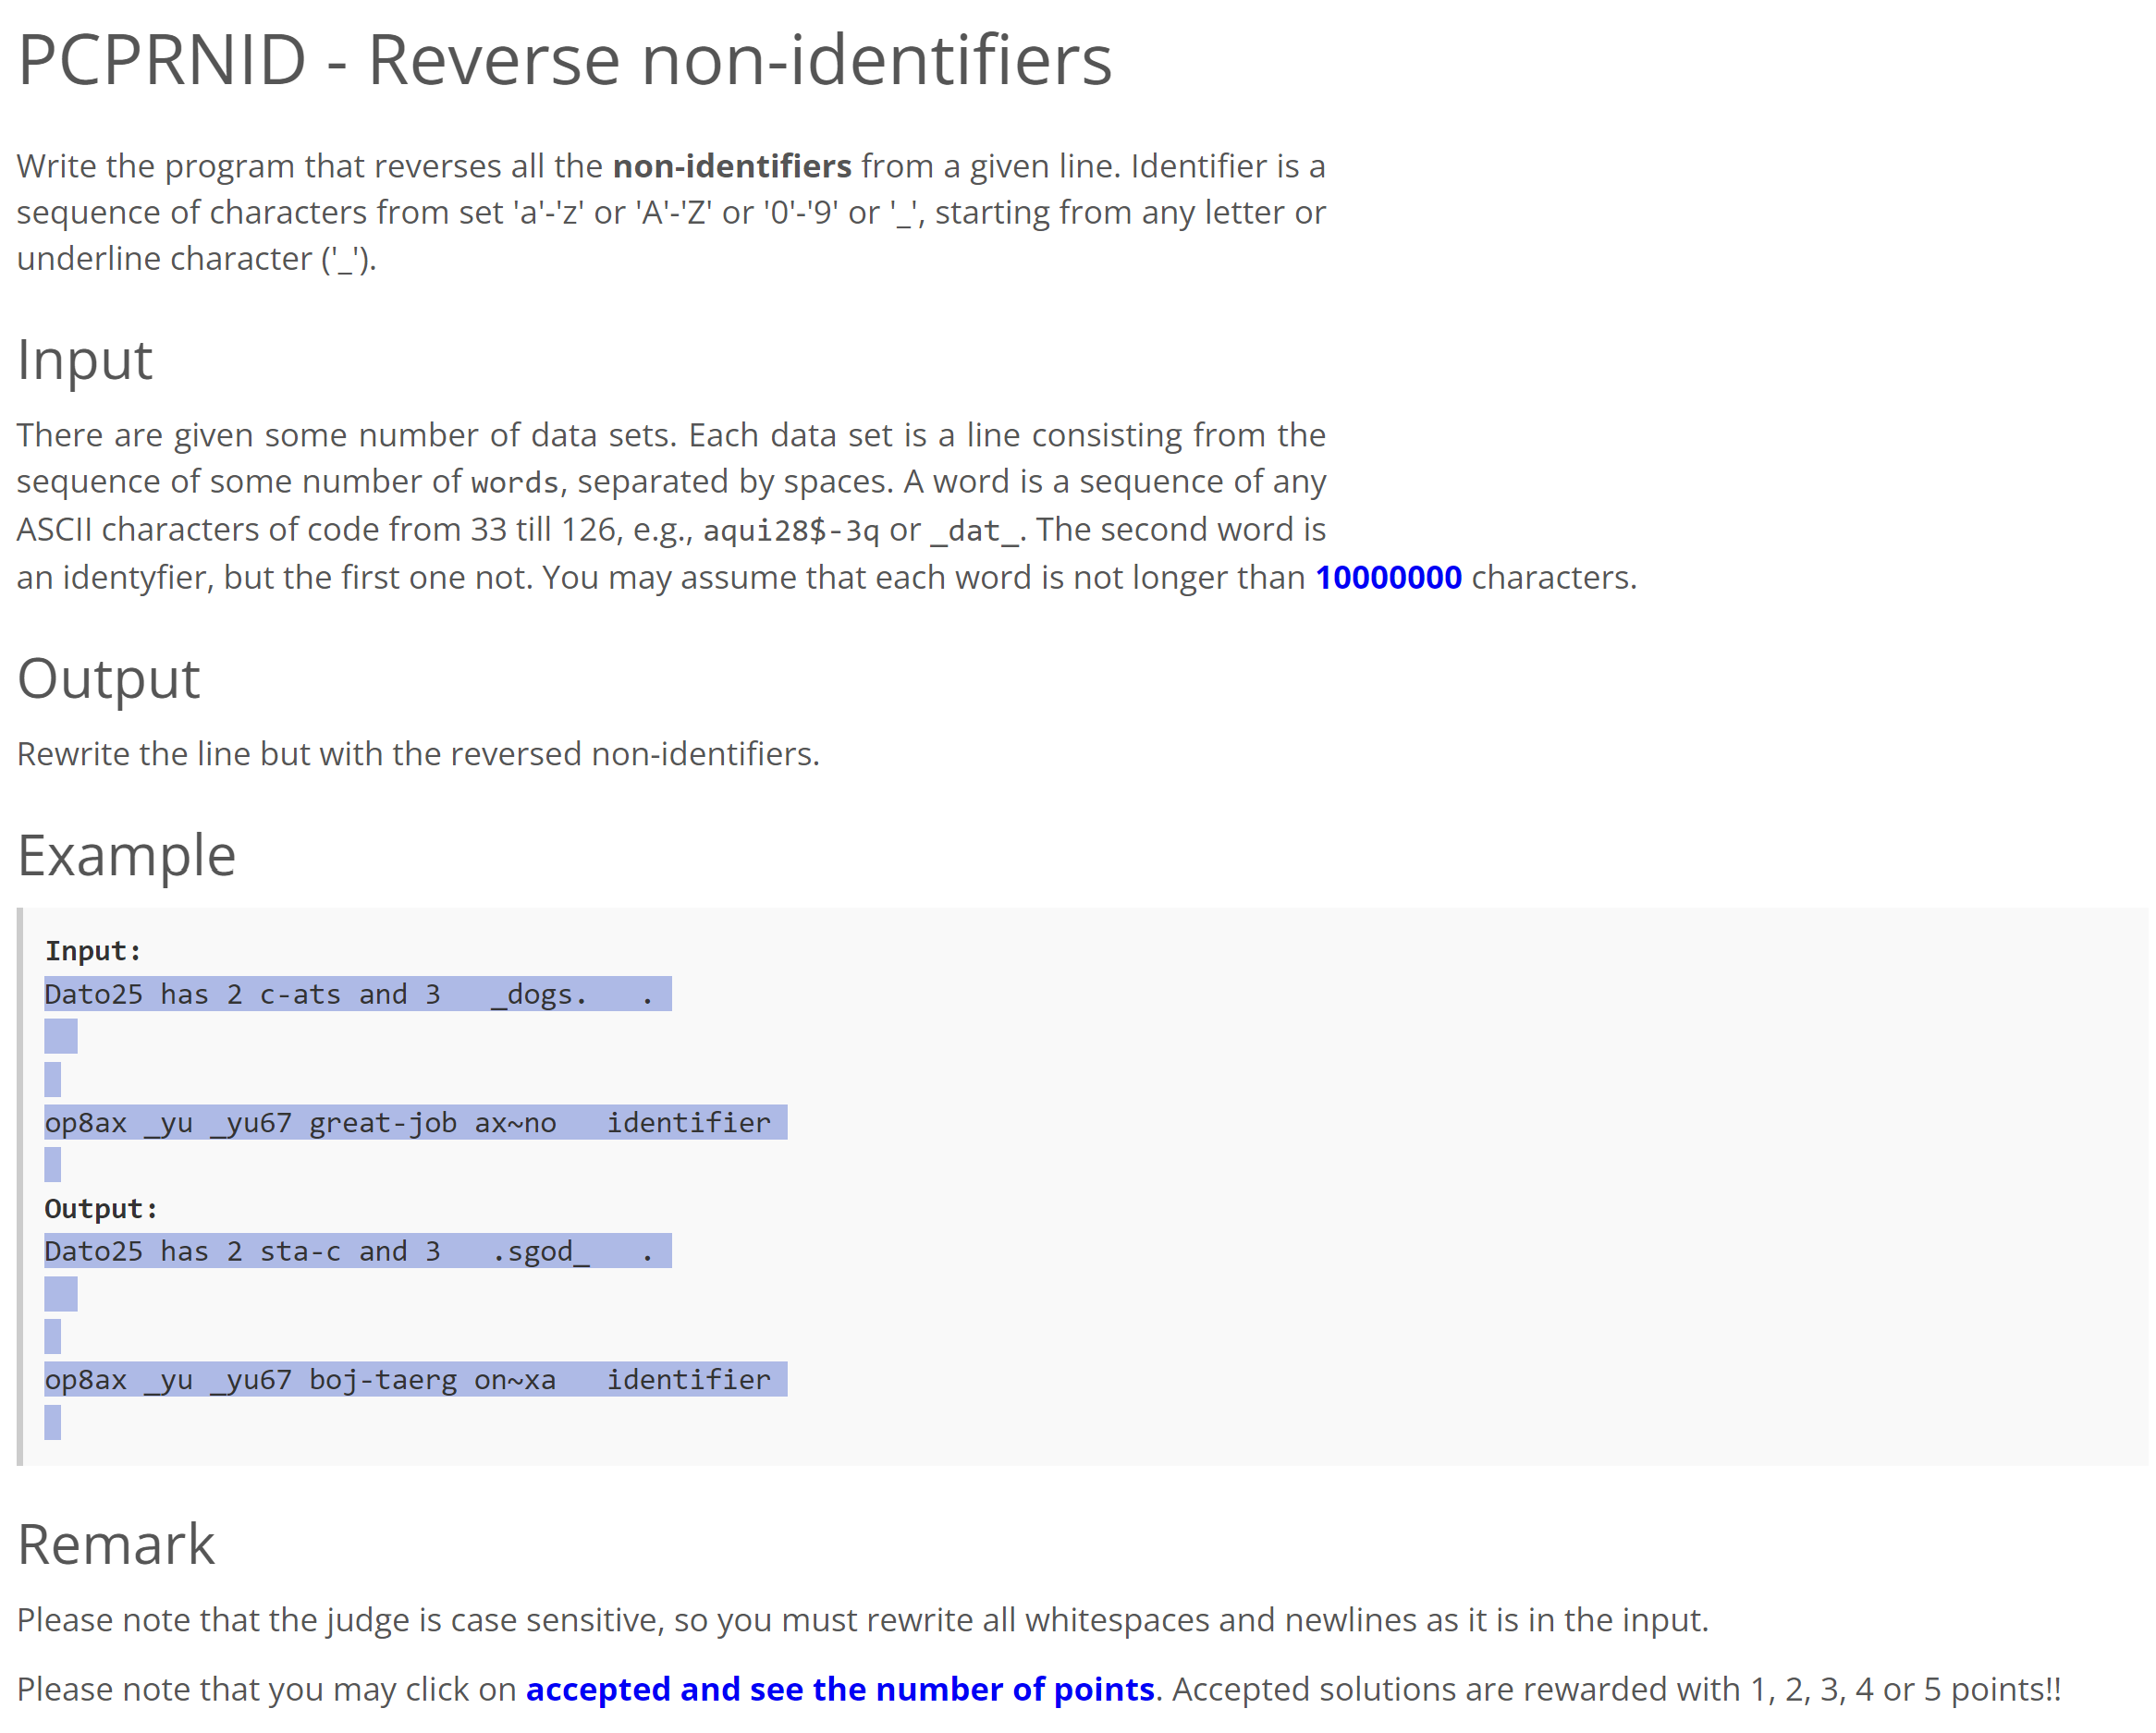 PCPRNID - Reverse non-identifiers
Write the program that reverses all the non-identifiers from a given line. Identifier is a
sequence of characters from set 'a'-'z' or 'A'-'Z' or '0'-'9' or '_', starting from any letter or
underline character ('_').
Input
There are given some number of data sets. Each data set is a line consisting from the
sequence of some number of words, separated by spaces. A word is a sequence of any
ASCII characters of code from 33 till 126, e.g., aqui28$-3q or _dat_. The second word is
an identyfier, but the first one not. You may assume that each word is not longer than 10000000 characters.
Output
Rewrite the line but with the reversed non-identifiers.
Example
Input:
Dato25 has 2 c-ats and 3   _dogs.   .
op8ax _yu _yu67 great-job ax~no   identifier
Output:
Dato25 has 2 sta-c and 3   .sgod_   .
op8ax _yu _yu67 boj-taerg on~xa   identifier
Remark
Please note that the judge is case sensitive, so you must rewrite all whitespaces and newlines as it is in the input.
Please note that you may click on accepted and see the number of points. Accepted solutions are rewarded with 1, 2, 3, 4 or 5 points!!